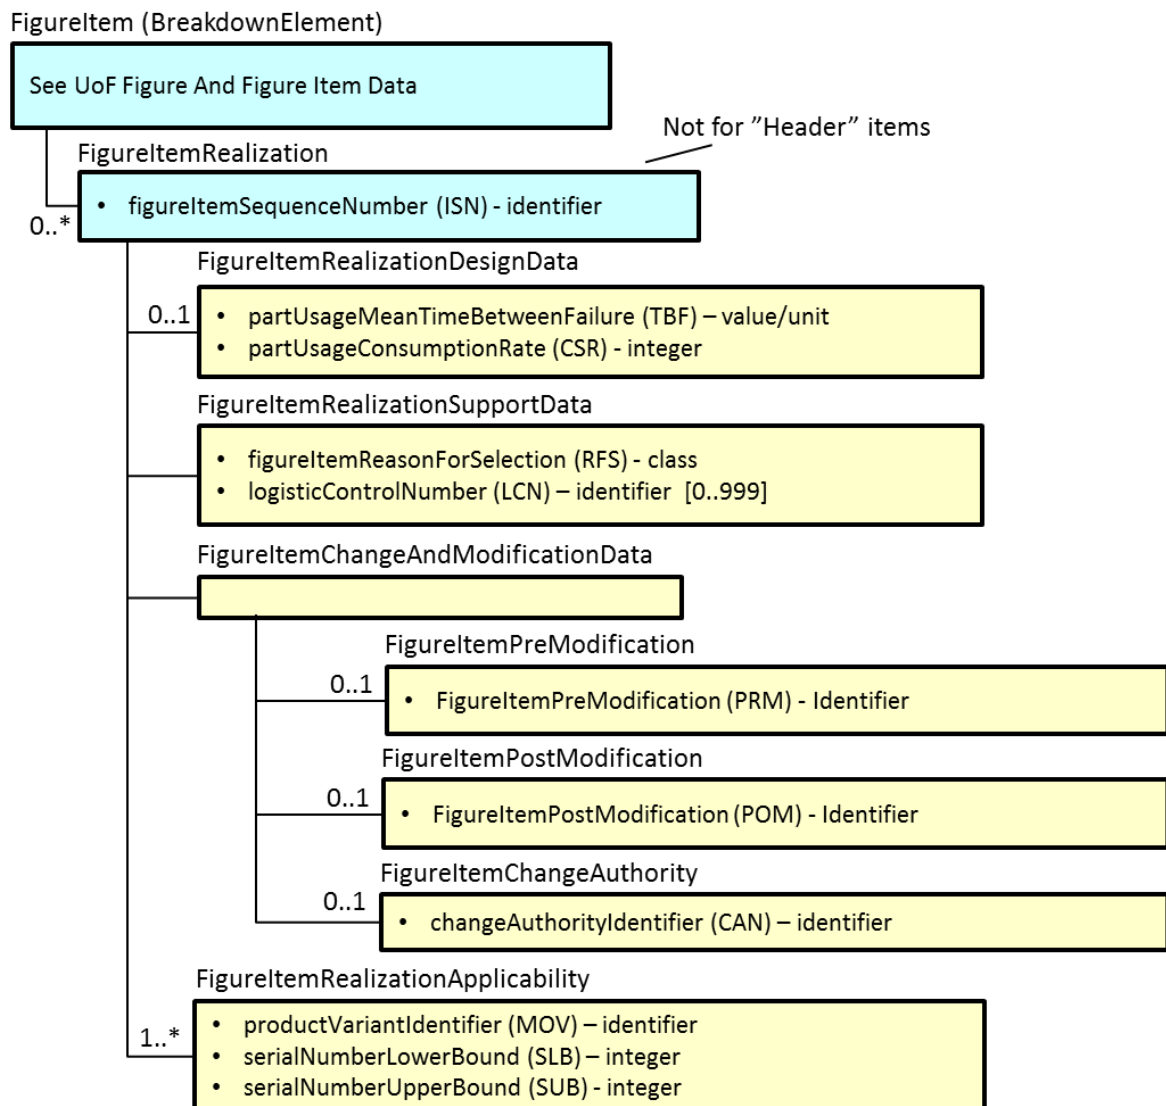 FigureItem (BreakdownElement)
See UoF Figure And Figure Item Data
Not for ”Header” items
FigureItemRealization
0..*
• figureItemSequenceNumber (ISN) - identifier
FigureItemRealizationDesignData
0..1
• partUsageMeanTimeBetweenFailure (TBF) – value/unit
• partUsageConsumptionRate (CSR) - integer
FigureItemRealizationSupportData
• figureItemReasonForSelection (RFS) - class
• logisticControlNumber (LCN) – identifier [0..999]
FigureItemChangeAndModificationData
FigureItemPreModification
0..1
• FigureItemPreModification (PRM) - Identifier
FigureItemPostModification
0..1
• FigureItemPostModification (POM) - Identifier
FigureItemChangeAuthority
0..1
• changeAuthorityIdentifier (CAN) – identifier
FigureItemRealizationApplicability
1..*
• productVariantIdentifier (MOV) – identifier
• serialNumberLowerBound (SLB) – integer
• serialNumberUpperBound (SUB) - integer